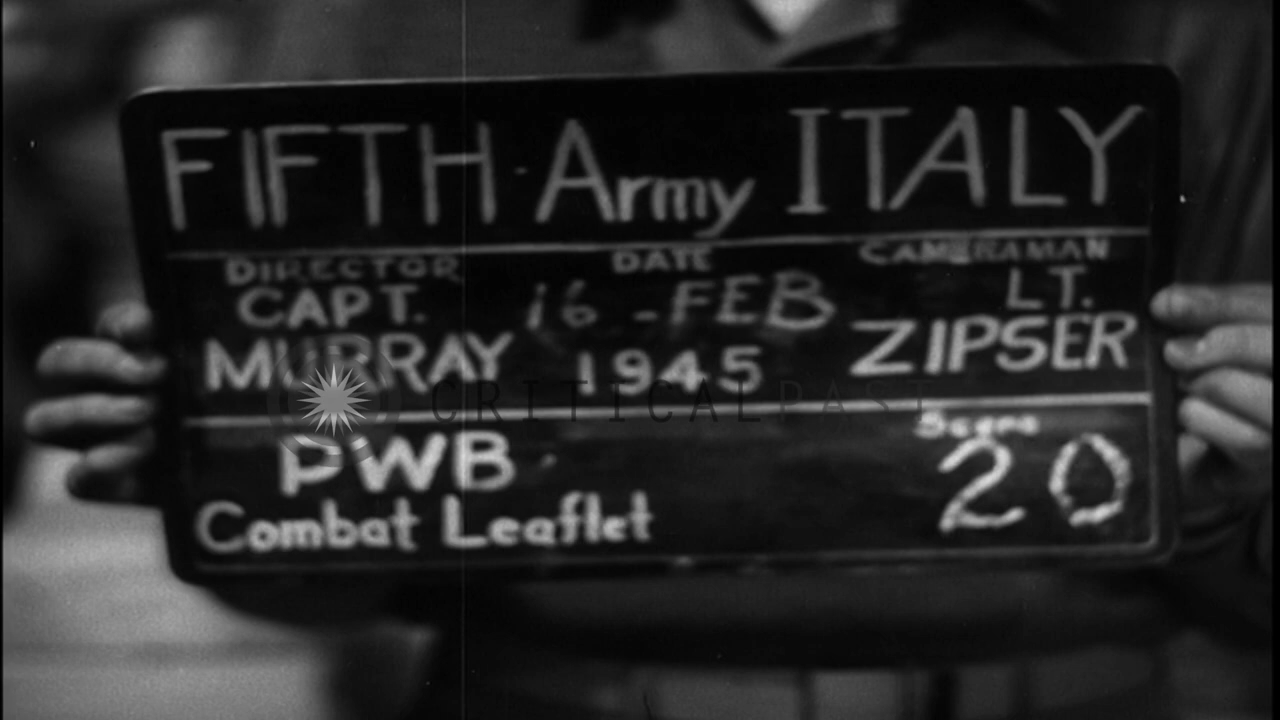 FIFTH Army ITALY
DIRECTOR DATE CAMERAMAN
CAPT. 16-FEB LT.
MURRAY 1945 ZIPSER
CRITICALPAST
PWB Scene
Combat Leaflet 20